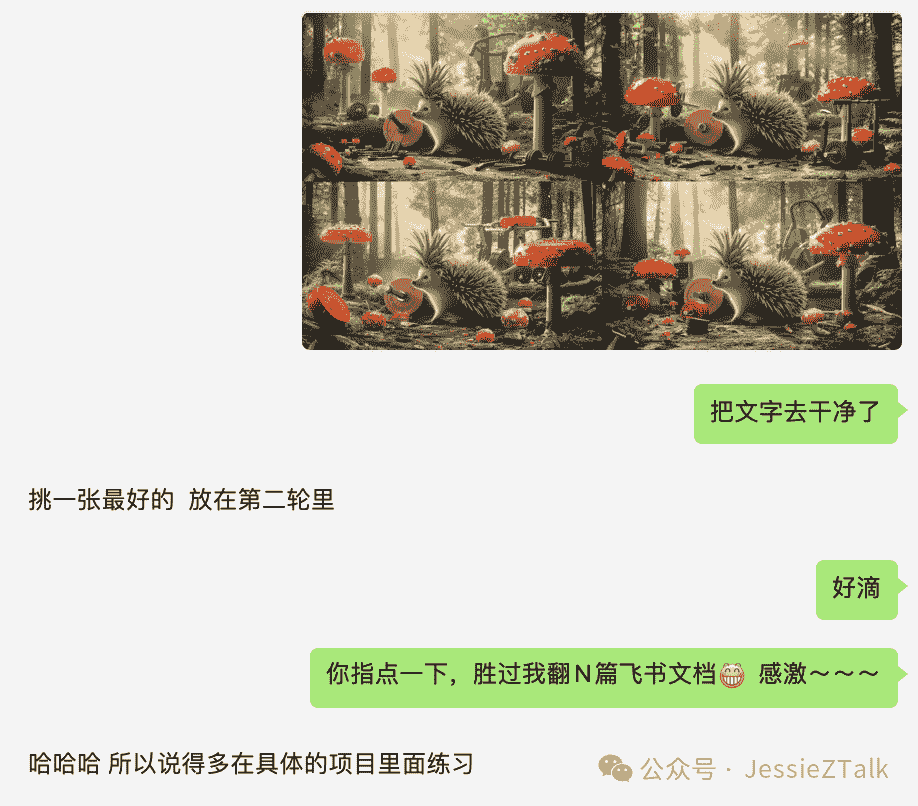 把文字去干净了
挑一张最好的 放在第二轮里
好滴
你指点一下，胜过我翻N篇飞书文档😁 感激～～～
哈哈哈 所以说得多在具体的项目里面练习
公众号 · JessieZTalk